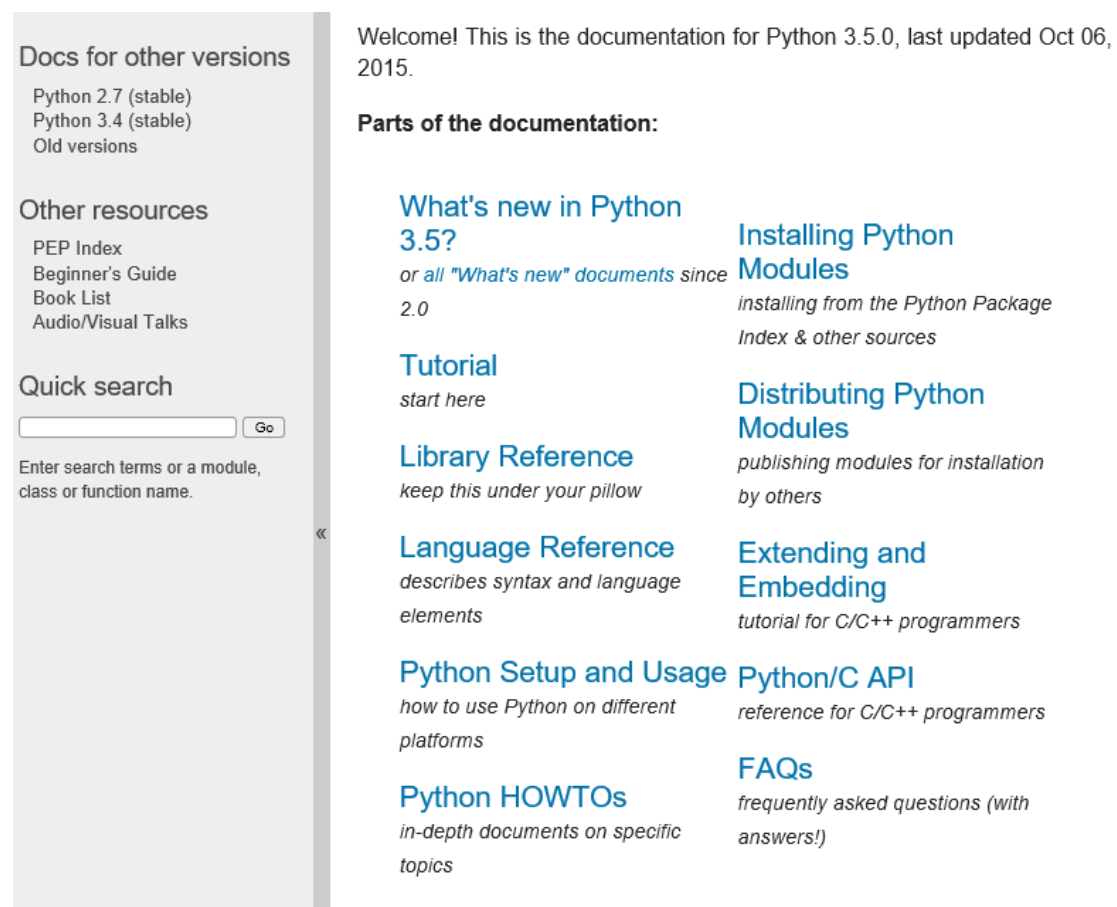 Docs for other versions
Python 2.7 (stable)
Python 3.4 (stable)
Old versions
Other resources
PEP Index
Beginner's Guide
Book List
Audio/Visual Talks
Quick search
Go
Enter search terms or a module,
class or function name.
«
Welcome! This is the documentation for Python 3.5.0, last updated Oct 06,
2015.
Parts of the documentation:
What's new in Python
3.5?
or all "What's new" documents since
2.0
Tutorial
start here
Library Reference
keep this under your pillow
Language Reference
describes syntax and language
elements
Python Setup and Usage
how to use Python on different
platforms
Python HOWTOs
in-depth documents on specific
topics
Installing Python
Modules
installing from the Python Package
Index & other sources
Distributing Python
Modules
publishing modules for installation
by others
Extending and
Embedding
tutorial for C/C++ programmers
Python/C API
reference for C/C++ programmers
FAQs
frequently asked questions (with
answers!)